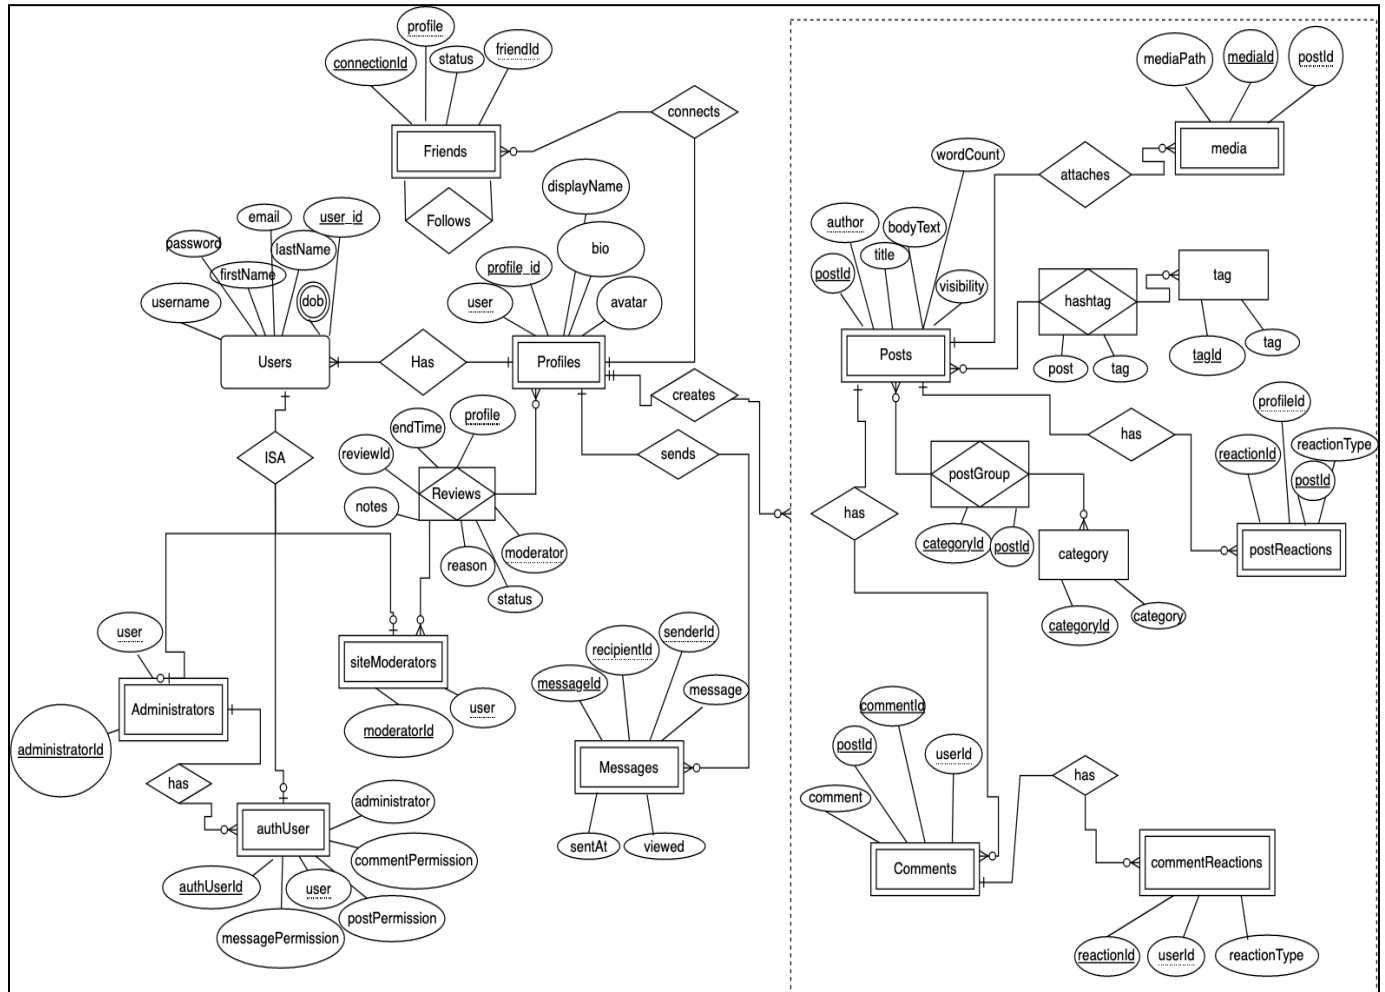 profile
connectionId
status
friendId
Friends
connects
Follows
displayName
email
user_id
password
lastName
firstName
dob
username
Users
Has
profile_id
user
bio
avatar
Profiles
creates
sends
ISA
endTime
profile
reviewId
notes
Reviews
reason
moderator
status
user
Administrators
administratorId
has
siteModerators
moderatorId
user
recipientId
senderId
messageId
message
Messages
sentAt
viewed
authUser
administrator
commentPermission
authUserId
user
postPermission
messagePermission
mediaPath
mediaId
postId
media
attaches
wordCount
author
bodyText
title
postId
visibility
Posts
hashtag
post
tag
tag
tagId
tag
has
profileId
reactionId
reactionType
postId
postReactions
has
postGroup
categoryId
postId
category
categoryId
category
commentId
postId
userId
comment
Comments
has
commentReactions
reactionId
userId
reactionType